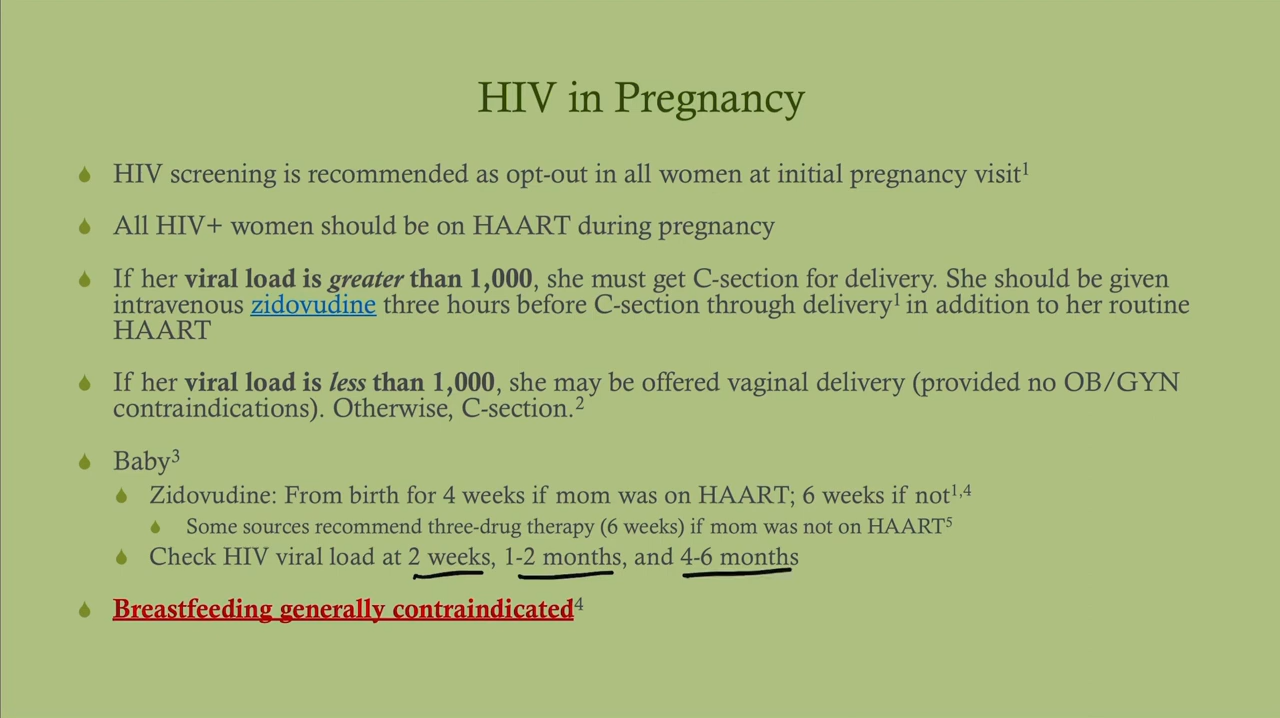 HIV in Pregnancy
HIV screening is recommended as opt-out in all women at initial pregnancy visit1
All HIV+ women should be on HAART during pregnancy
If her viral load is greater than 1,000, she must get C-section for delivery. She should be given
intravenous zidovudine three hours before C-section through delivery1 in addition to her routine
HAART
If her viral load is less than 1,000, she may be offered vaginal delivery (provided no OB/GYN
contraindications). Otherwise, C-section.2
Baby3
Zidovudine: From birth for 4 weeks if mom was on HAART; 6 weeks if not1,4
Some sources recommend three-drug therapy (6 weeks) if mom was not on HAART5
Check HIV viral load at 2 weeks, 1-2 months, and 4-6 months
Breastfeeding generally contraindicated4